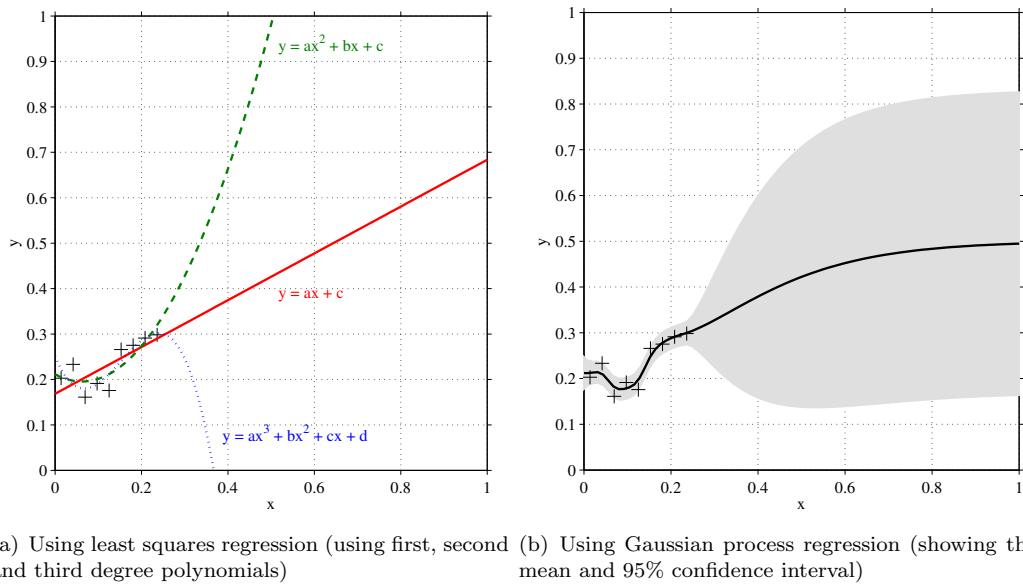 1
0.9
0.8
0.7
0.6
0.5
0.4
0.3
0.2
0.1
0
y
y = ax² + bx + c
y = ax + c
y = ax³ + bx² + cx + d
0 0.2 0.4 0.6 0.8 1
x
1
0.9
0.8
0.7
0.6
0.5
0.4
0.3
0.2
0.1
0
y
0 0.2 0.4 0.6 0.8 1
x
a) Using least squares regression (using first, second
nd third degree polynomials)
(b) Using Gaussian process regression (showing th
mean and 95% confidence interval)